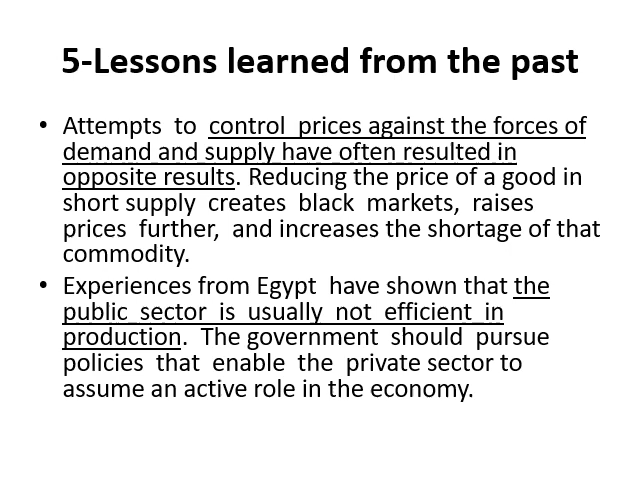 5-Lessons learned from the past
• Attempts to control prices against the forces of
demand and supply have often resulted in
opposite results. Reducing the price of a good in
short supply creates black markets, raises
prices further, and increases the shortage of that
commodity.
• Experiences from Egypt have shown that the
public sector is usually not efficient in
production. The government should pursue
policies that enable the private sector to
assume an active role in the economy.